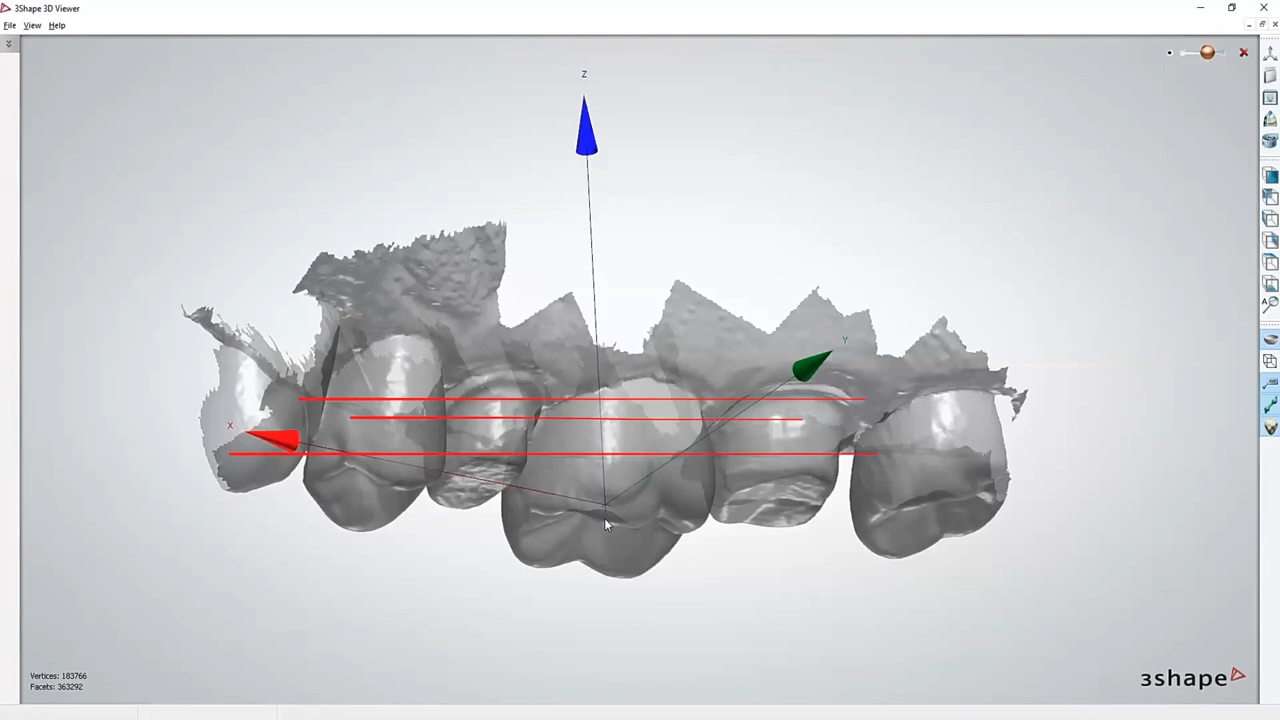 3Shape 3D Viewer
File View Help
Z
Y
X
Vertices: 183766
Facets: 363292
3shape